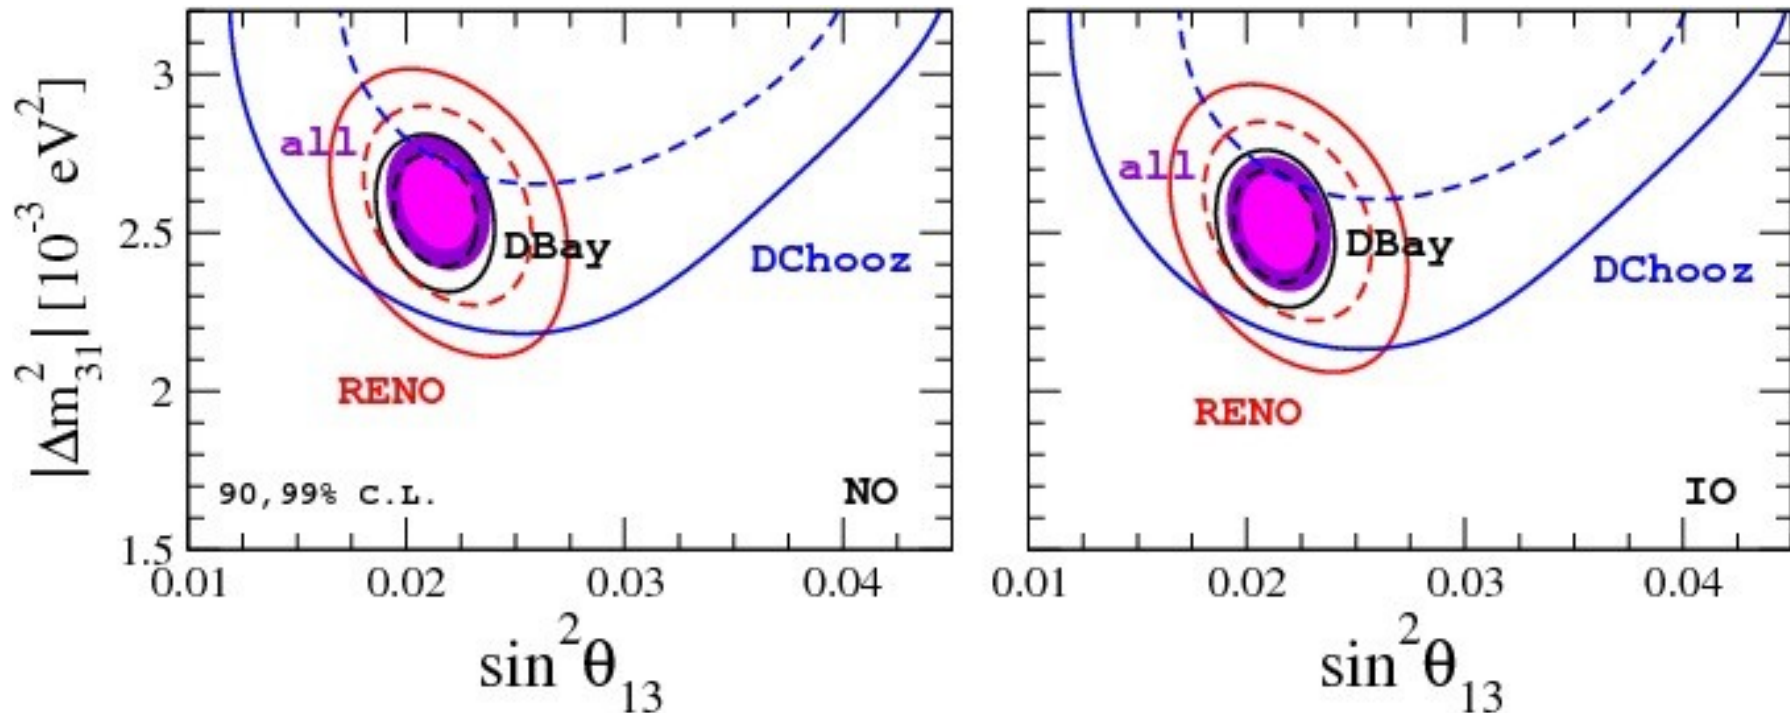 |Δm²₃₁| [10⁻³ eV²]
3
2.5
2
1.5
all
DBay
DChooz
RENO
90,99% C.L.
NO
0.01 0.02 0.03 0.04
sin²θ₁₃
all
DBay
DChooz
RENO
IO
0.01 0.02 0.03 0.04
sin²θ₁₃